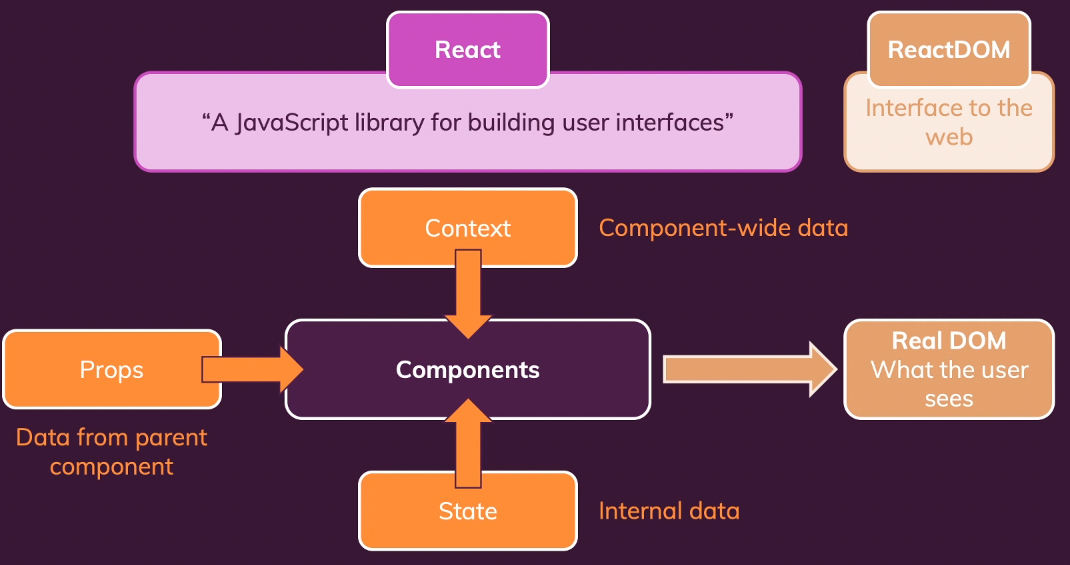 React
ReactDOM
“A JavaScript library for building user interfaces”
Interface to the
web
Context
Component-wide data
Props
Components
Real DOM
What the user
sees
Data from parent
component
State
Internal data